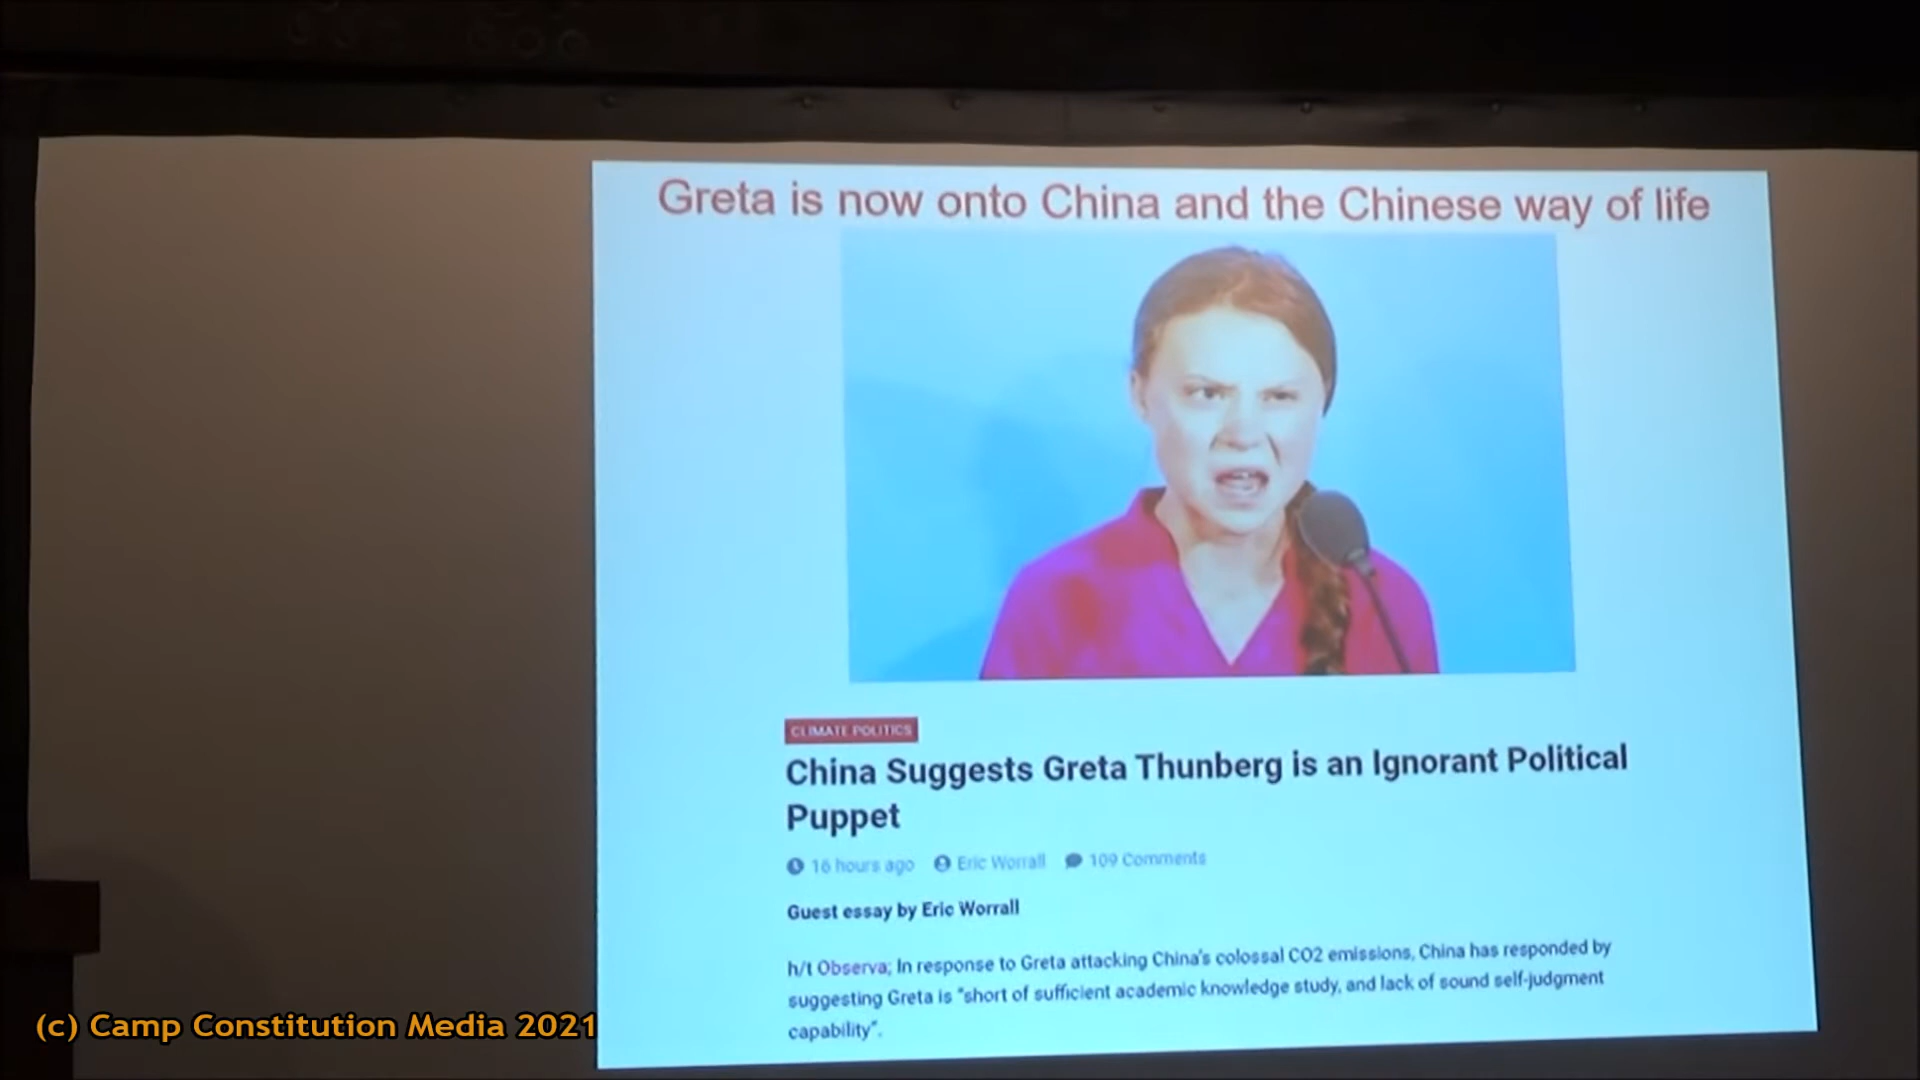 Greta is now onto China and the Chinese way of life
CLIMATE POLITICS
China Suggests Greta Thunberg is an Ignorant Political
Puppet
16 hours ago Eric Worrall 109 Comments
Guest essay by Eric Worrall
h/t Observa; In response to Greta attacking China's colossal CO2 emissions, China has responded by
suggesting Greta is "short of sufficient academic knowledge study, and lack of sound self-judgment
capability".
(c) Camp Constitution Media 2021